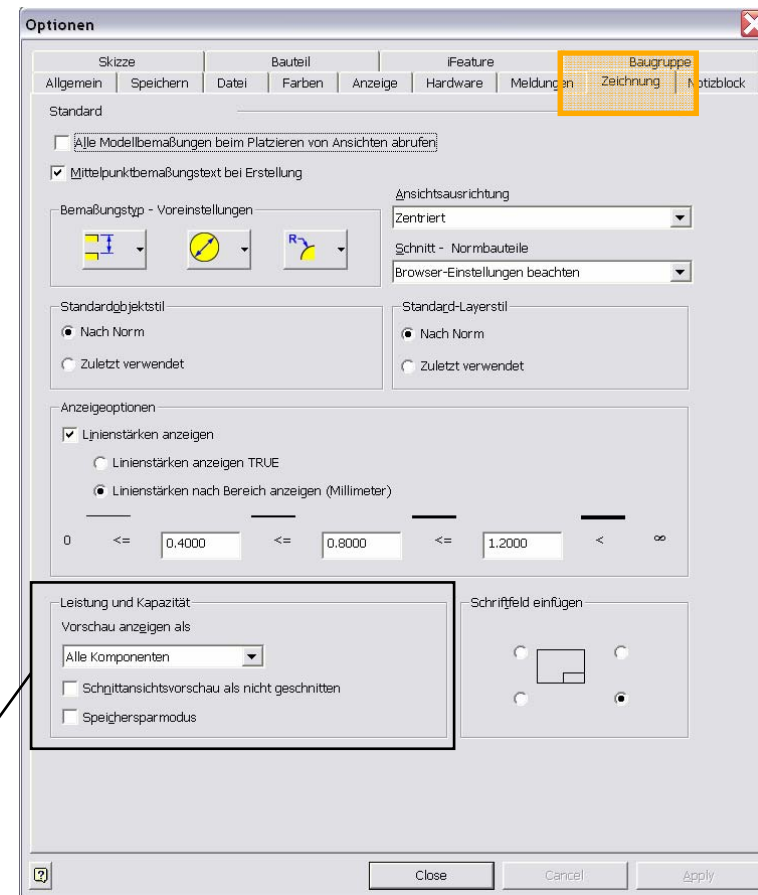 Optionen
Skizze Bauteil iFeature Baugruppe
Allgemein Speichern Datei Farben Anzeige Hardware Meldungen Zeichnung Notizblock
Standard
Alle Modellbemaßungen beim Platzieren von Ansichten abrufen
Mittelpunktbemaßungstext bei Erstellung
Bemaßungstyp - Voreinstellungen
R
Ansichtsausrichtung
Zentriert
Schnitt - Normbauteile
Browser-Einstellungen beachten
Standardobjektstil
Nach Norm
Zuletzt verwendet
Standard-Layerstil
Nach Norm
Zuletzt verwendet
Anzeigeoptionen
Linienstärken anzeigen
Linienstärken anzeigen TRUE
Linienstärken nach Bereich anzeigen (Millimeter)
0 <= 0.4000 <= 0.8000 <= 1.2000 < ∞
Leistung und Kapazität
Vorschau anzeigen als
Alle Komponenten
Schnittansichtsvorschau als nicht geschnitten
Speichersparmodus
Schriftfeld einfügen
? Close Cancel Apply